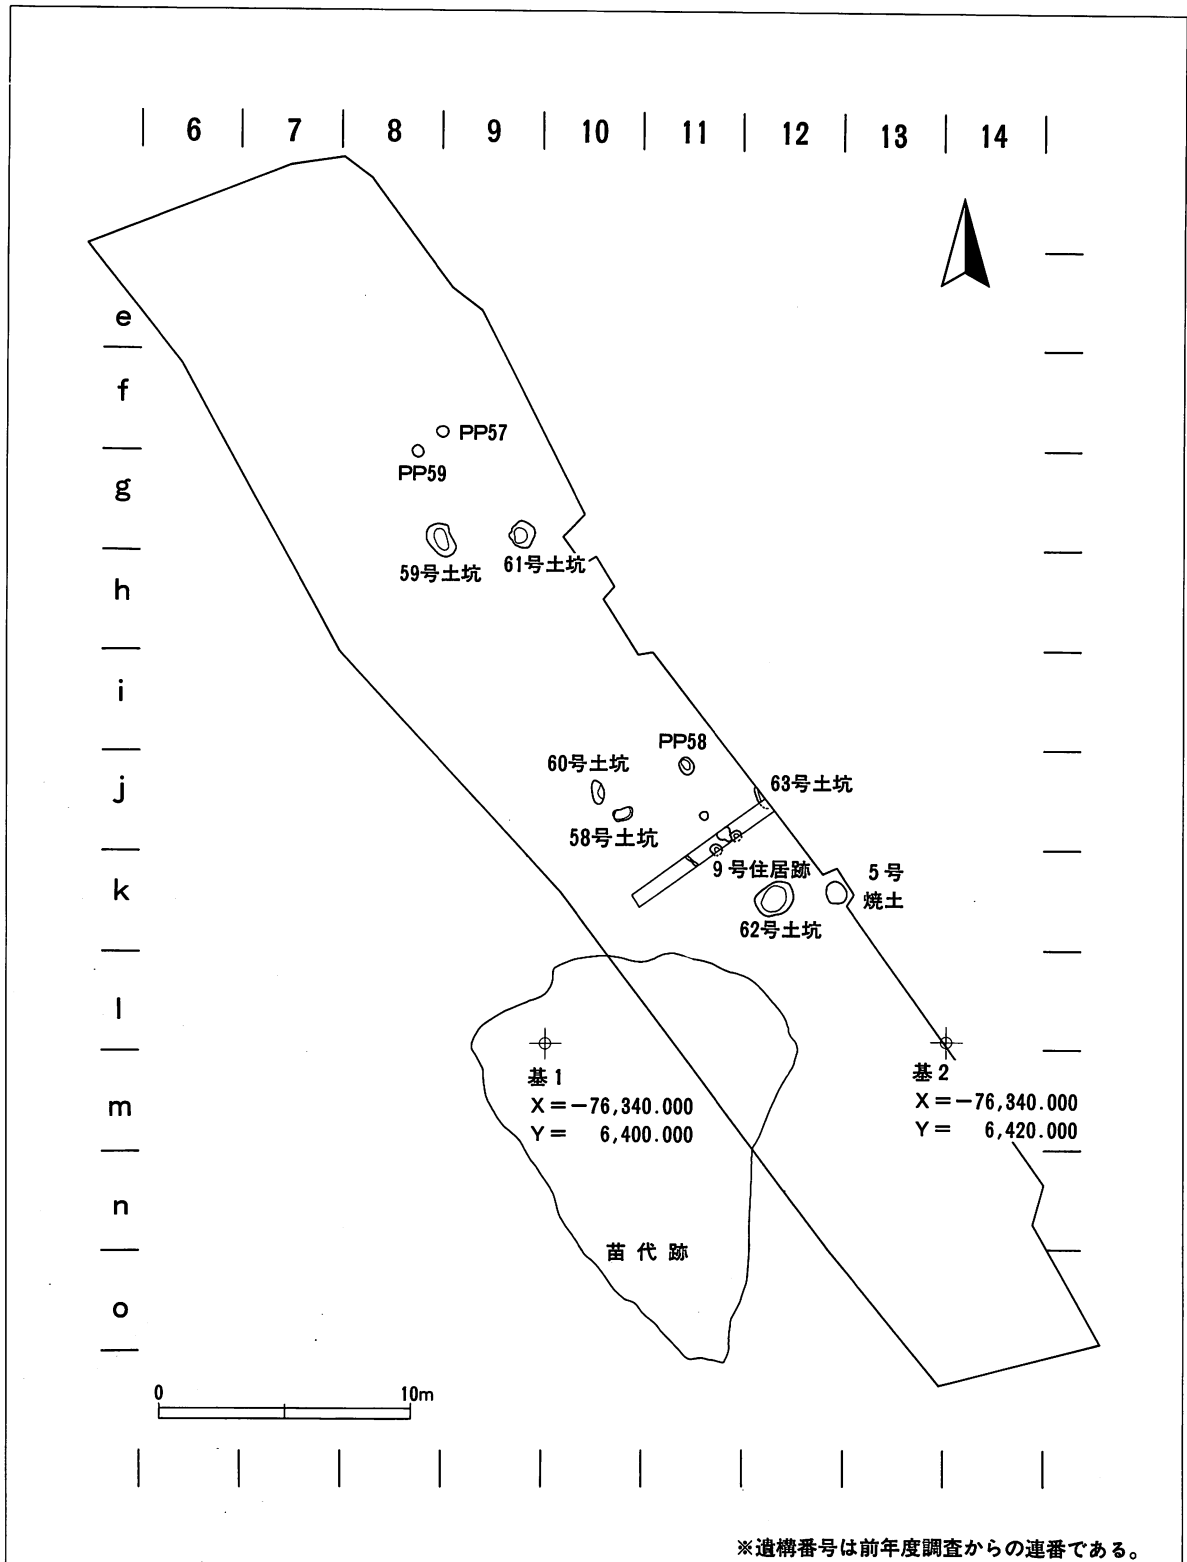 6 7 8 9 10 11 12 13 14
e
f
PP57
PP59
g
59号土坑
61号土坑
h
i
PP58
60号土坑
63号土坑
j
58号土坑
9号住居跡
5号
焼土
k
62号土坑
l
基1
X=-76,340.000
Y= 6,400.000
基2
X=-76,340.000
Y= 6,420.000
m
n
苗代跡
o
0 10m
※遺構番号は前年度調査からの連番である。